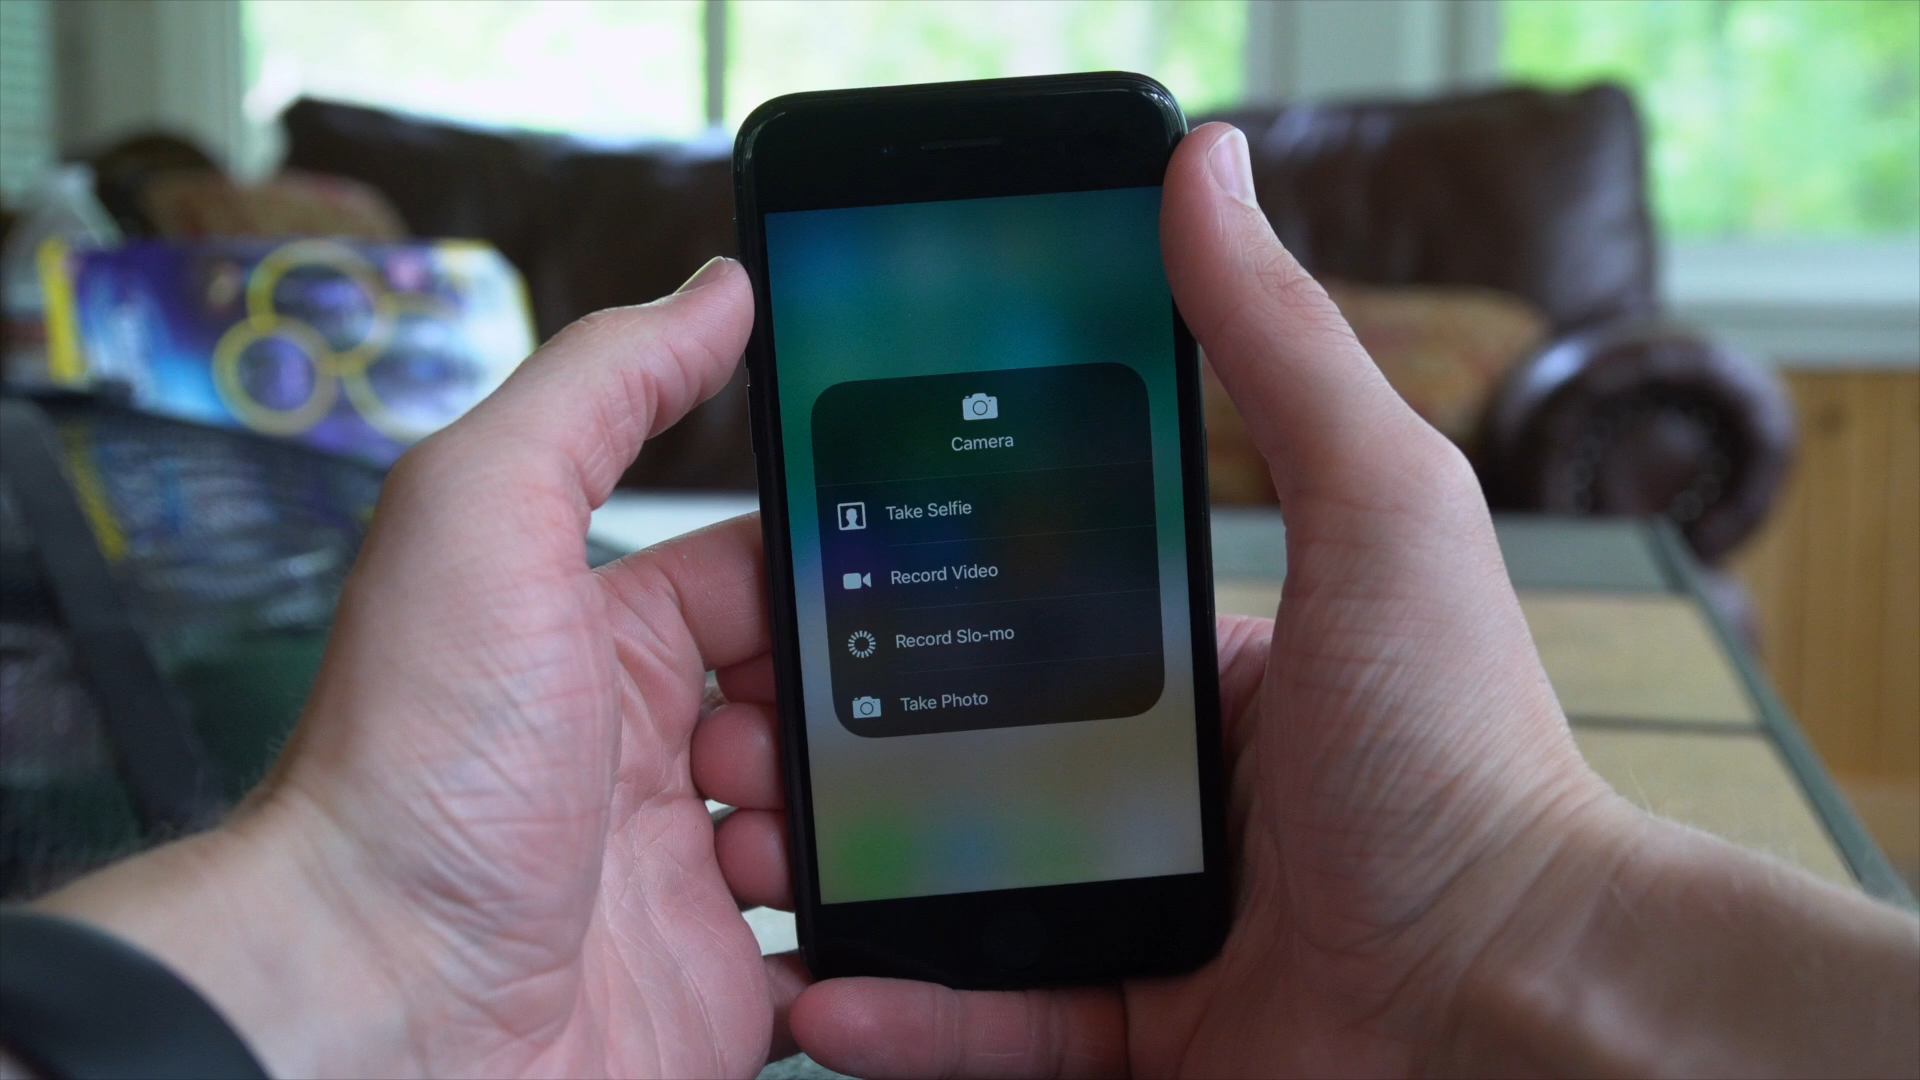 Camera
Take Selfie
Record Video
Record Slo-mo
Take Photo